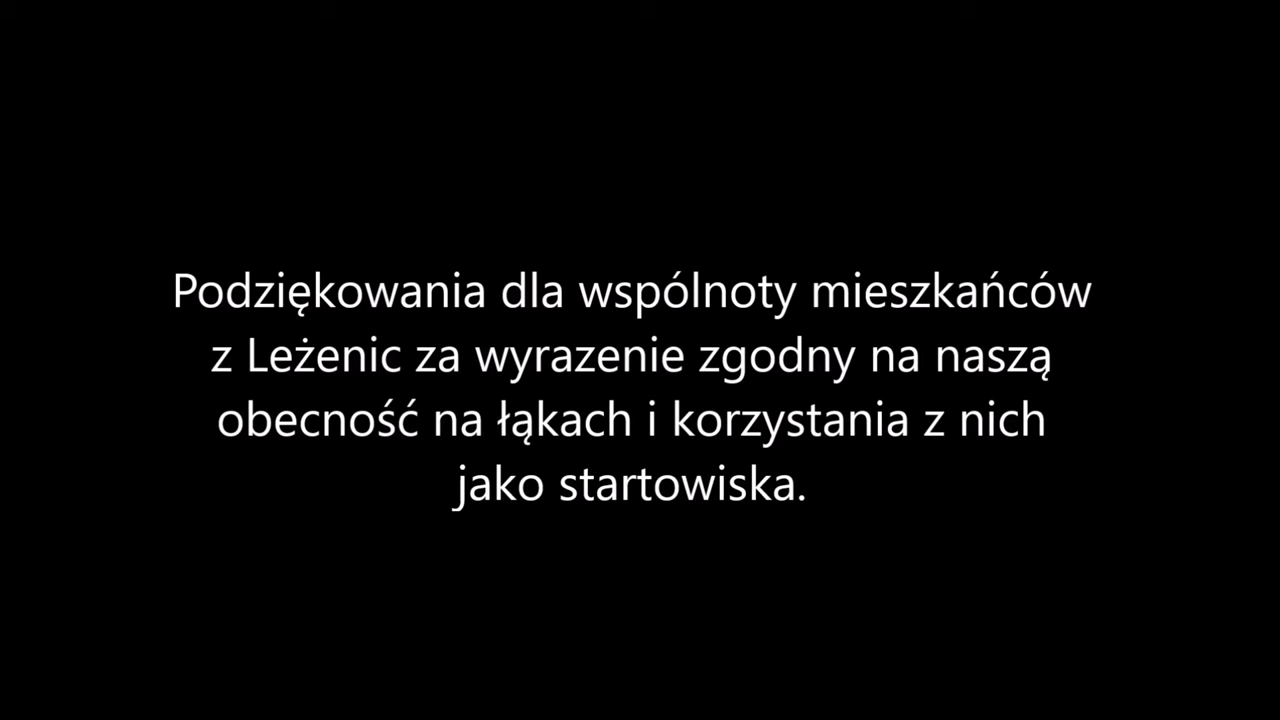 Podziękowania dla wspólnoty mieszkańców
z Leżenic za wyrazenie zgodny na naszą
obecność na łąkach i korzystania z nich
jako startowiska.